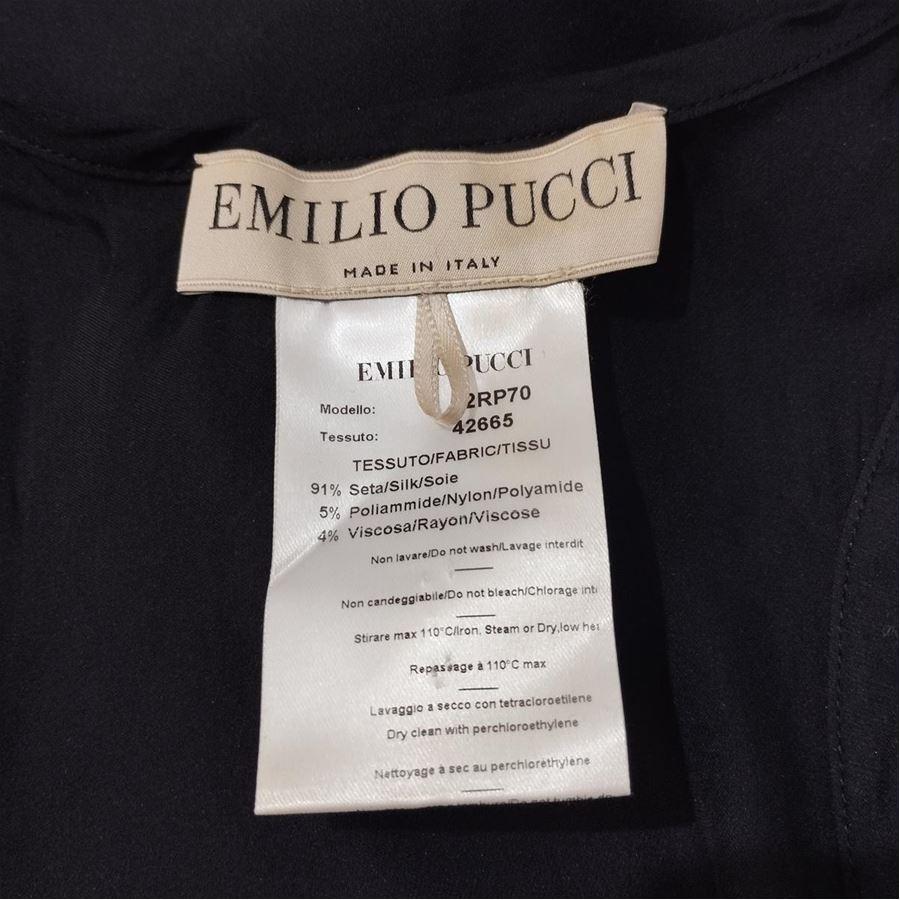 EMILIO PUCCI
MADE IN ITALY
PUCCI
Modello: 2RP70
Tessuto: 42665
TESSUTO/FABRIC/TISSU
91% Seta/Silk/Soie
5% Poliammide/Nylon/Polyamide
4% Viscosa/Rayon/Viscose
Non lavare/Do not wash/Lavage interdit
Non candeggiabile/Do not bleach/Chlorage inti
Stirare max 110°C/Iron, Steam or Dry,low hea
Repassage à 110°C max
Lavaggio a secco con tetracloroetilene
Dry clean with perchloroethylene
Nettoyage à sec au perchlorethylène